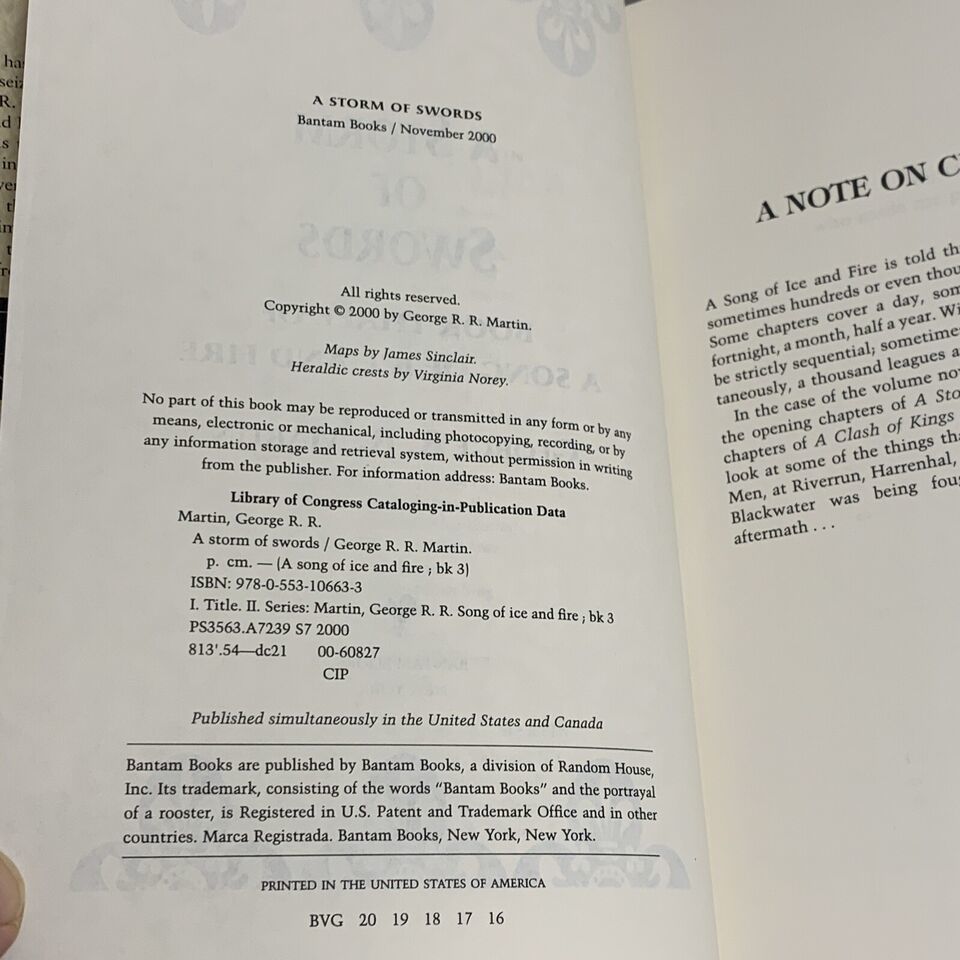 A STORM OF SWORDS
Bantam Books / November 2000
All rights reserved.
Copyright © 2000 by George R. R. Martin.
Maps by James Sinclair.
Heraldic crests by Virginia Norey.
No part of this book may be reproduced or transmitted in any form or by any
means, electronic or mechanical, including photocopying, recording, or by
any information storage and retrieval system, without permission in writing
from the publisher. For information address: Bantam Books.
Library of Congress Cataloging-in-Publication Data
Martin, George R. R.
A storm of swords / George R. R. Martin.
p. cm. — (A song of ice and fire ; bk 3)
ISBN: 978-0-553-10663-3
I. Title. II. Series: Martin, George R. R. Song of ice and fire ; bk 3
PS3563.A7239 S7 2000
813'.54—dc21 00-60827
CIP
Published simultaneously in the United States and Canada
Bantam Books are published by Bantam Books, a division of Random House,
Inc. Its trademark, consisting of the words “Bantam Books” and the portrayal
of a rooster, is Registered in U.S. Patent and Trademark Office and in other
countries. Marca Registrada. Bantam Books, New York, New York.
PRINTED IN THE UNITED STATES OF AMERICA
BVG 20 19 18 17 16
A NOTE ON C
A Song of Ice and Fire is told th
sometimes hundreds or even thou
Some chapters cover a day, som
fortnight, a month, half a year. Wi
be strictly sequential; sometime
taneously, a thousand leagues a
In the case of the volume no
the opening chapters of A Sto
chapters of A Clash of Kings
look at some of the things tha
Men, at Riverrun, Harrenhal,
Blackwater was being foug
aftermath . . .